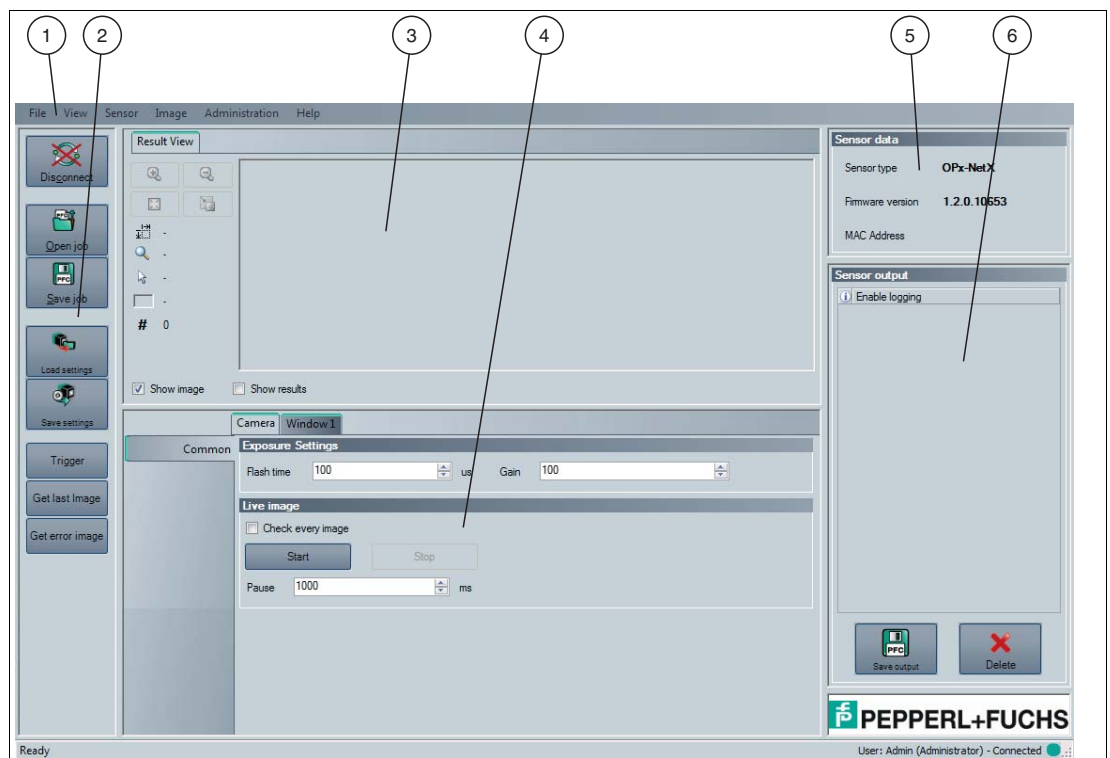 1 2 3 4 5 6
File View Sensor Image Administration Help
Disconnect
Open job
PFC
Save job
Load settings
Save settings
Trigger
Get last Image
Get error image
Result View
-
-
-
-
# 0
Show image Show results
Camera Window 1
Common
Exposure Settings
Flash time 100 us Gain 100
Live image
Check every image
Start Stop
Pause 1000 ms
Sensor data
Sensor type OPx-NetX
Firmware version 1.2.0.10653
MAC Address
Sensor output
Enable logging
PFC
Save output Delete
PEPPERL+FUCHS
Ready
User: Admin (Administrator) - Connected